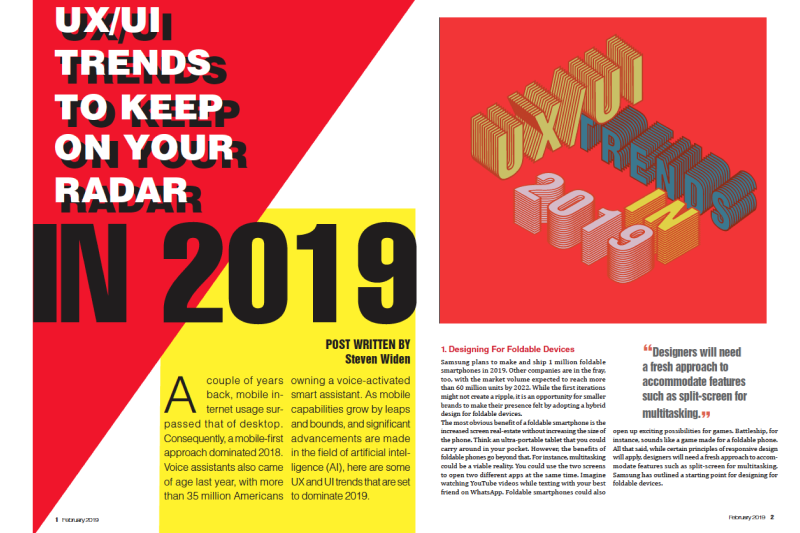 UX/UI
TRENDS
TO KEEP
ON YOUR
RADAR
IN 2019
POST WRITTEN BY
Steven Widen
A couple of years
back, mobile in-
ternet usage sur-
passed that of desktop.
Consequently, a mobile-first
approach dominated 2018.
Voice assistants also came
of age last year, with more
than 35 million Americans
owning a voice-activated
smart assistant. As mobile
capabilities grow by leaps
and bounds, and significant
advancements are made
in the field of artificial intel-
ligence (AI), here are some
UX and UI trends that are set
to dominate 2019.
1 February 2019
UX/UI
TRENDS
IN
2019
1. Designing For Foldable Devices
Samsung plans to make and ship 1 million foldable
smartphones in 2019. Other companies are in the fray,
too, with the market volume expected to reach more
than 60 million units by 2022. While the first iterations
might not create a ripple, it is an opportunity for smaller
brands to make their presence felt by adopting a hybrid
design for foldable devices.
The most obvious benefit of a foldable smartphone is the
increased screen real-estate without increasing the size of
the phone. Think an ultra-portable tablet that you could
carry around in your pocket. However, the benefits of
foldable phones go beyond that. For instance, multitasking
could be a viable reality. You could use the two screens
to open two different apps at the same time. Imagine
watching YouTube videos while texting with your best
friend on WhatsApp. Foldable smartphones could also
“Designers will need
a fresh approach to
accommodate features
such as split-screen for
multitasking.”
open up exciting possibilities for games. Battleship, for
instance, sounds like a game made for a foldable phone.
All that said, while certain principles of responsive design
will apply, designers will need a fresh approach to accom-
modate features such as split-screen for multitasking.
Samsung has outlined a starting point for designing for
foldable devices.
February 2019 2